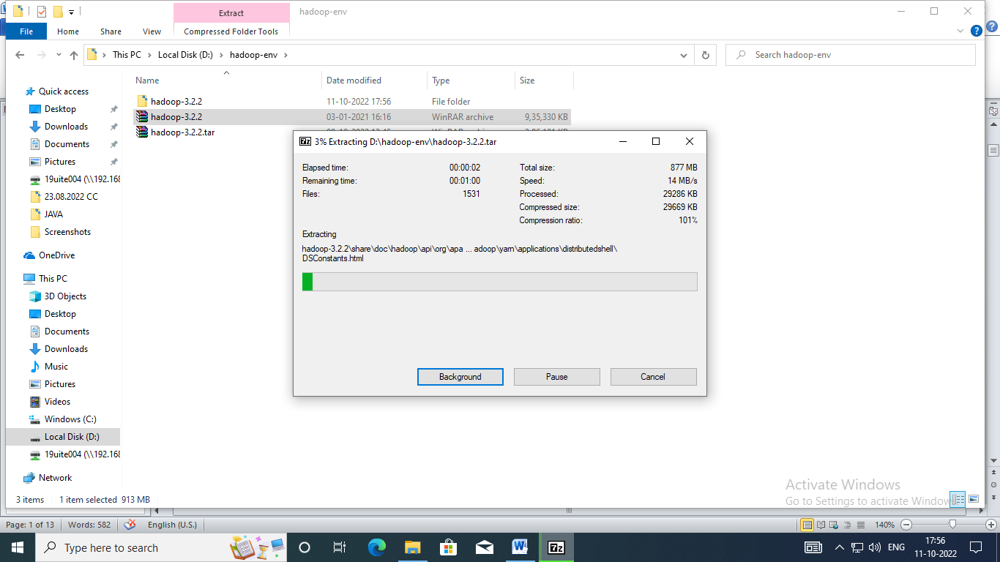 Extract
hadoop-env
File
Home
Share
View
Compressed Folder Tools
This PC
Local Disk (D:)
hadoop-env
Search hadoop-env
Name
Date modified
Type
Size
hadoop-3.2.2
11-10-2022 17:56
File folder
hadoop-3.2.2
03-01-2021 16:16
WinRAR archive
9,35,330 KB
hadoop-3.2.2.tar
Quick access
Desktop
Downloads
Documents
Pictures
19uite004 (\\192.168
23.08.2022 CC
JAVA
Screenshots
OneDrive
This PC
3D Objects
Desktop
Documents
Downloads
Music
Pictures
Videos
Windows (C:)
Local Disk (D:)
19uite004 (\\192.168
Network
7z 3% Extracting D:\hadoop-env\hadoop-3.2.2.tar
Elapsed time: 00:00:02
Remaining time: 00:01:00
Files: 1531
Total size: 877 MB
Speed: 14 MB/s
Processed: 29286 KB
Compressed size: 29669 KB
Compression ratio: 101%
Extracting
hadoop-3.2.2\share\doc\hadoop\api\org\apa ... adoop\yarn\applications\distributedshell\
DSConstants.html
Background
Pause
Cancel
Activate Windows
Go to Settings to activate Window
3 items
1 item selected 913 MB
Page: 1 of 13
Words: 582
English (U.S.)
140%
Type here to search
W
7z
ENG
17:56
11-10-2022